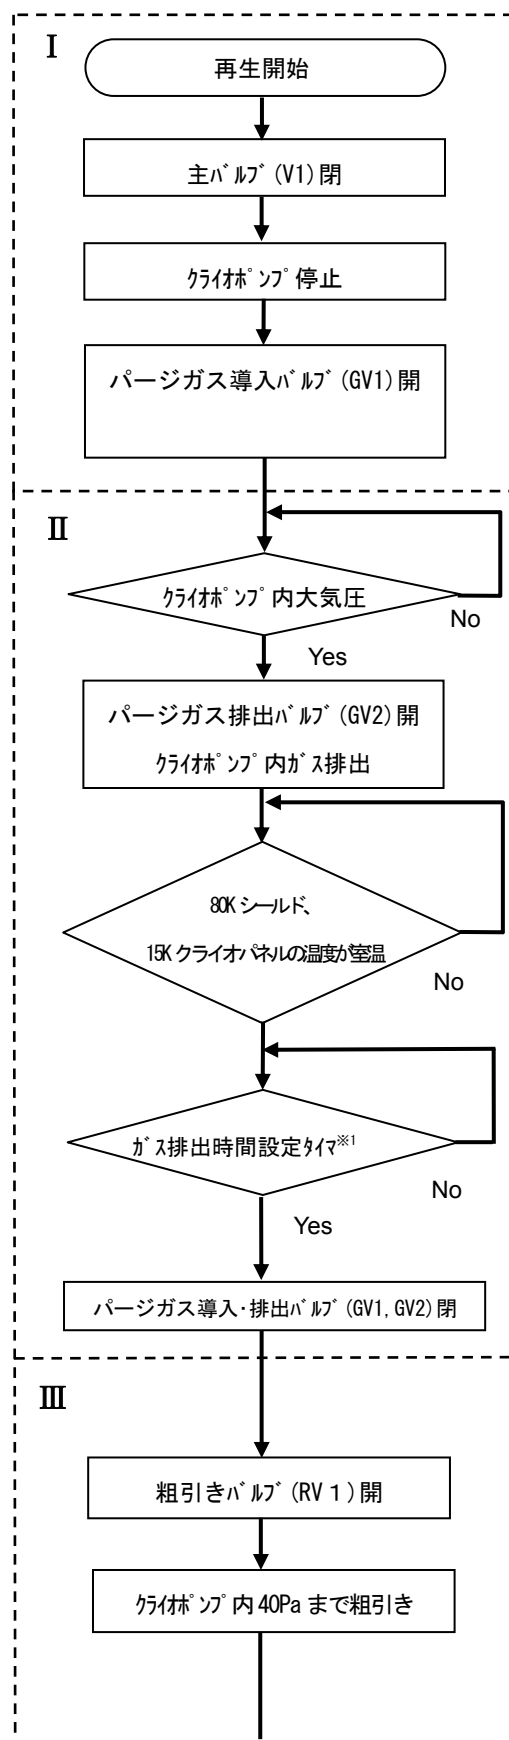 Ⅰ
再生開始
主ﾊﾞﾙﾌﾞ(V1)閉
ｸﾗｲｵﾎﾟﾝﾌﾟ停止
パージガス導入ﾊﾞﾙﾌﾞ(GV1)開
Ⅱ
ｸﾗｲｵﾎﾟﾝﾌﾟ内大気圧
No
Yes
パージガス排出ﾊﾞﾙﾌﾞ(GV2)開
ｸﾗｲｵﾎﾟﾝﾌﾟ内ｶﾞｽ排出
80Kシールド、
15Kクライオパネルの温度が室温
No
ｶﾞｽ排出時間設定ﾀｲﾏ※1
No
Yes
パージガス導入・排出ﾊﾞﾙﾌﾞ(GV1,GV2)閉
Ⅲ
粗引きﾊﾞﾙﾌﾞ(RV１)開
ｸﾗｲｵﾎﾟﾝﾌﾟ内40Paまで粗引き